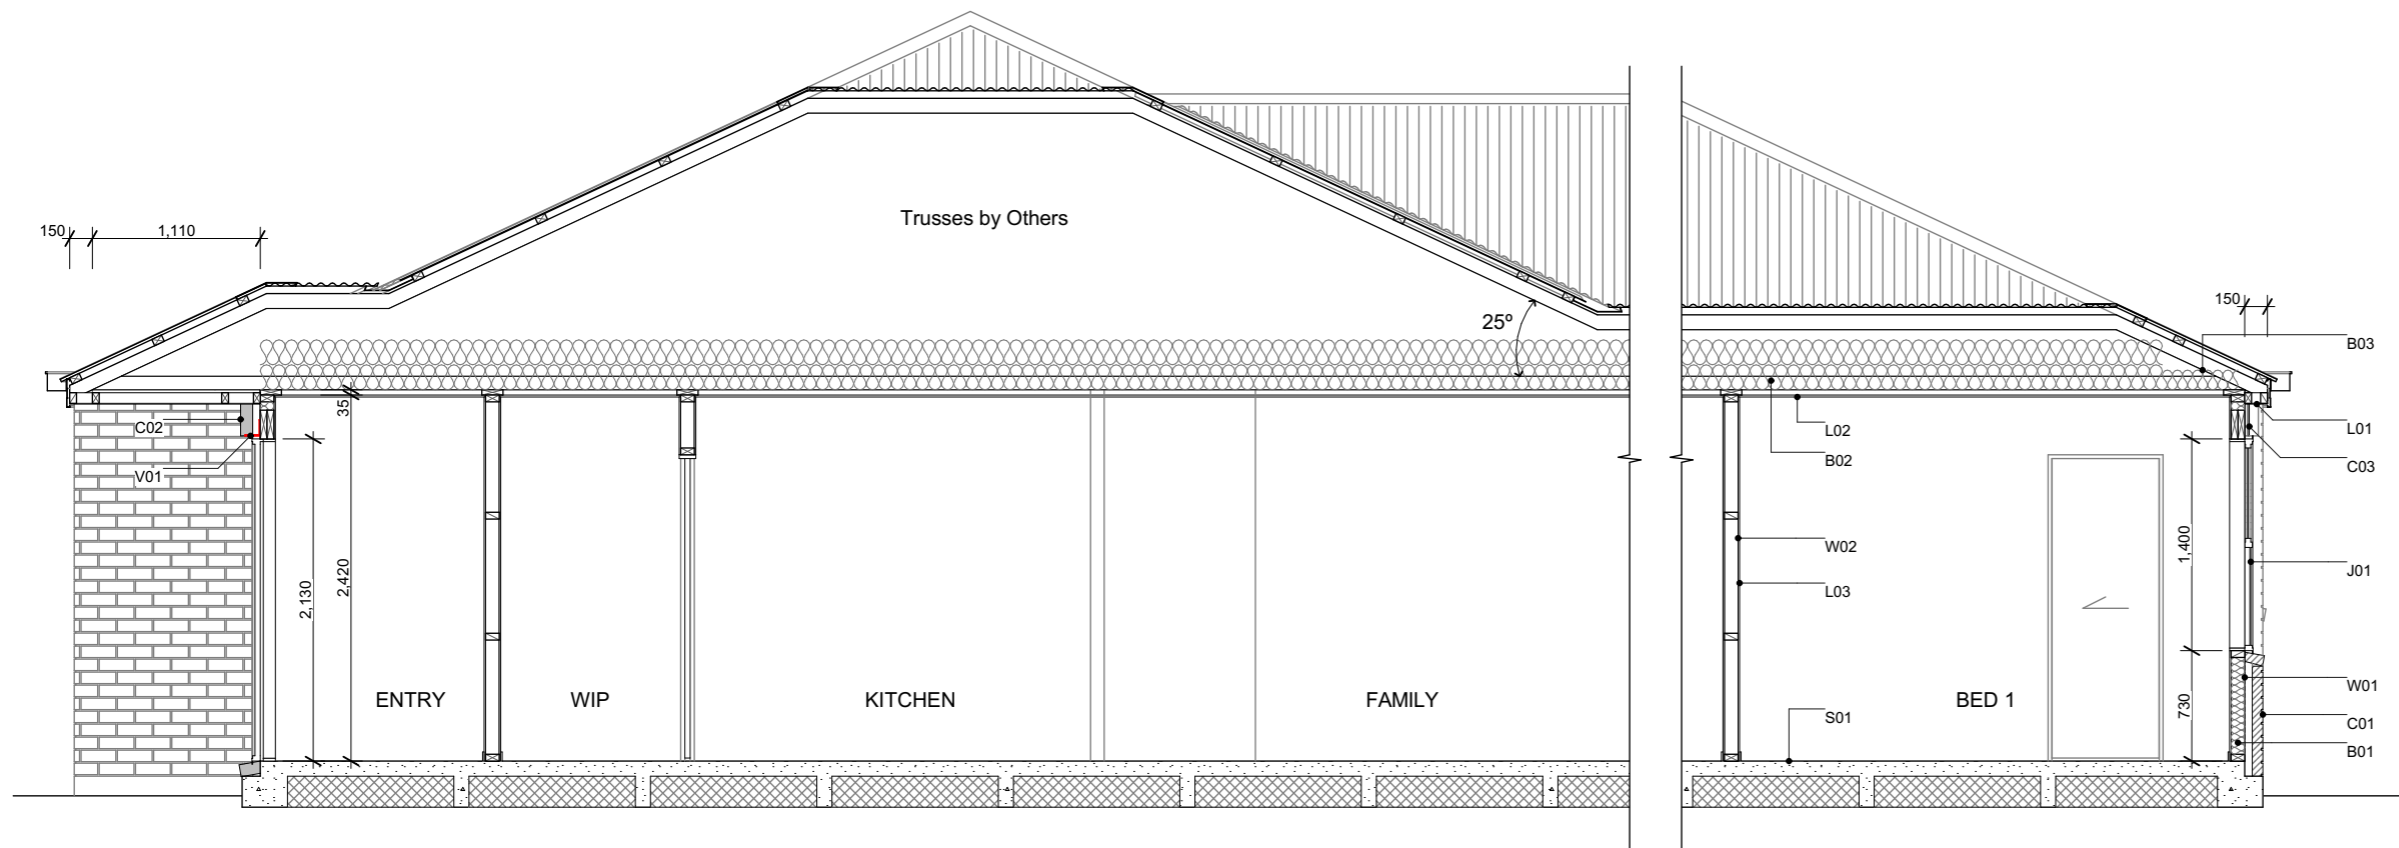 Trusses by Others
150
1,110
25º
150
B03
35
C02
V01
L02
B02
L01
C03
2,130
2,420
W02
L03
1,400
J01
ENTRY
WIP
KITCHEN
FAMILY
S01
BED 1
730
W01
C01
B01